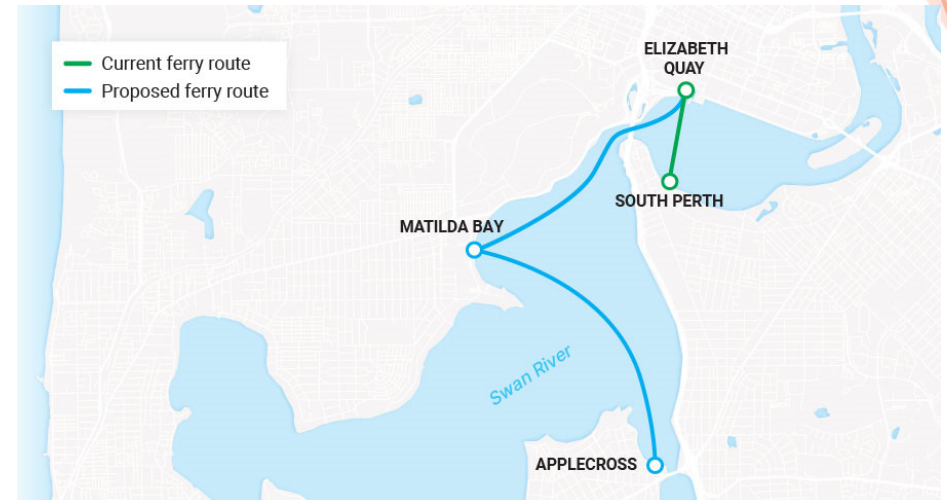 Current ferry route
Proposed ferry route
ELIZABETH
QUAY
SOUTH PERTH
MATILDA BAY
Swan River
APPLECROSS